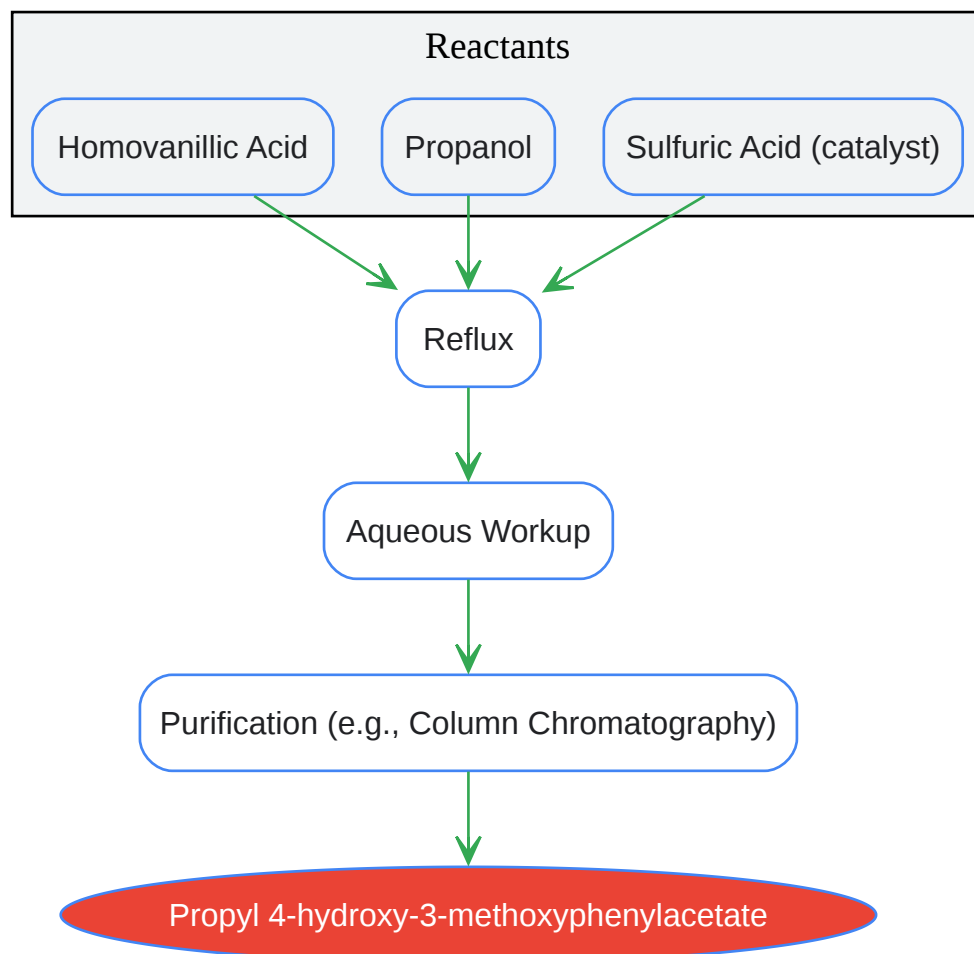 Reactants
Homovanillic Acid
Propanol
Sulfuric Acid (catalyst)
Reflux
Aqueous Workup
Purification (e.g., Column Chromatography)
Propyl 4-hydroxy-3-methoxyphenylacetate